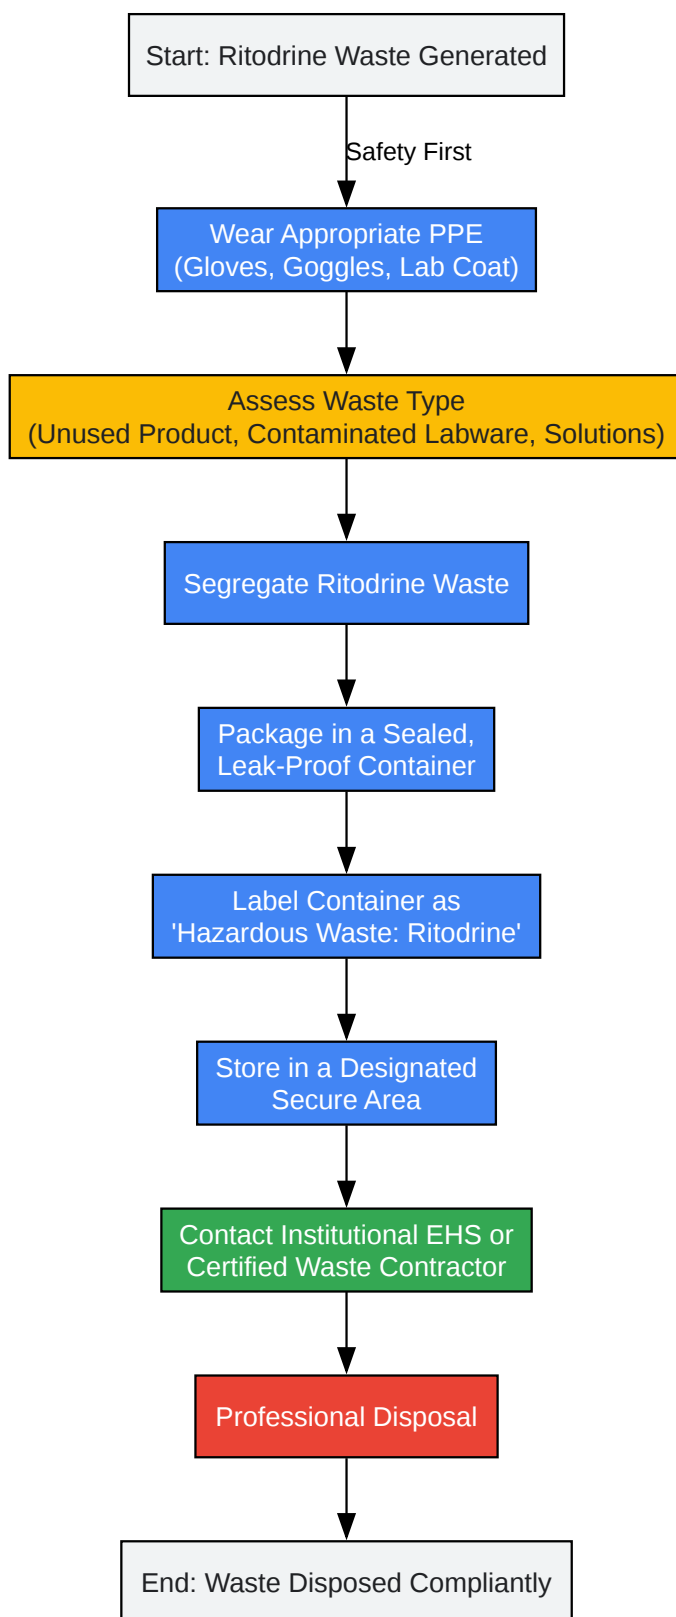 Start: Ritodrine Waste Generated
Safety First
Wear Appropriate PPE
(Gloves, Goggles, Lab Coat)
Assess Waste Type
(Unused Product, Contaminated Labware, Solutions)
Segregate Ritodrine Waste
Package in a Sealed,
Leak-Proof Container
Label Container as
'Hazardous Waste: Ritodrine'
Store in a Designated
Secure Area
Contact Institutional EHS or
Certified Waste Contractor
Professional Disposal
End: Waste Disposed Compliantly